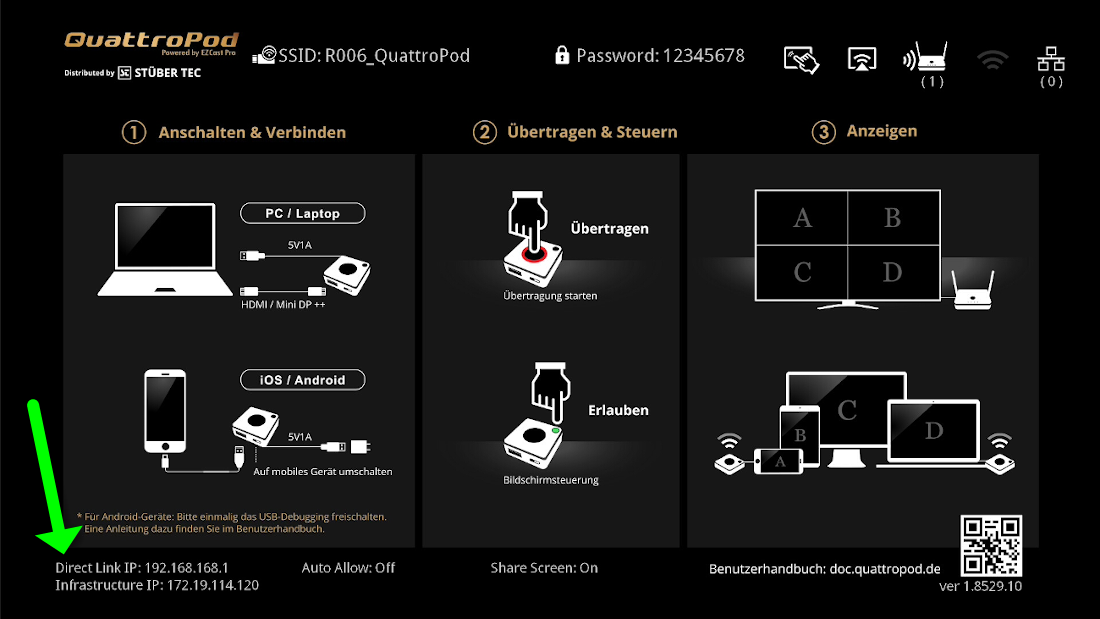 QuattroPod
Powered by EZCast Pro
Distributed by STÜBER TEC
SSID: R006_QuattroPod
Password: 12345678
(1)
(0)
1 Anschalten & Verbinden
2 Übertragen & Steuern
3 Anzeigen
PC / Laptop
5V1A
HDMI / Mini DP ++
iOS / Android
5V1A
Auf mobiles Gerät umschalten
* Für Android-Geräte: Bitte einmalig das USB-Debugging freischalten.
Eine Anleitung dazu finden Sie im Benutzerhandbuch.
Übertragen
Übertragung starten
Erlauben
Bildschirmsteuerung
A B
C D
C
B
D
A
Direct Link IP: 192.168.168.1
Infrastructure IP: 172.19.114.120
Auto Allow: Off
Share Screen: On
Benutzerhandbuch: doc.quattropod.de
ver 1.8529.10